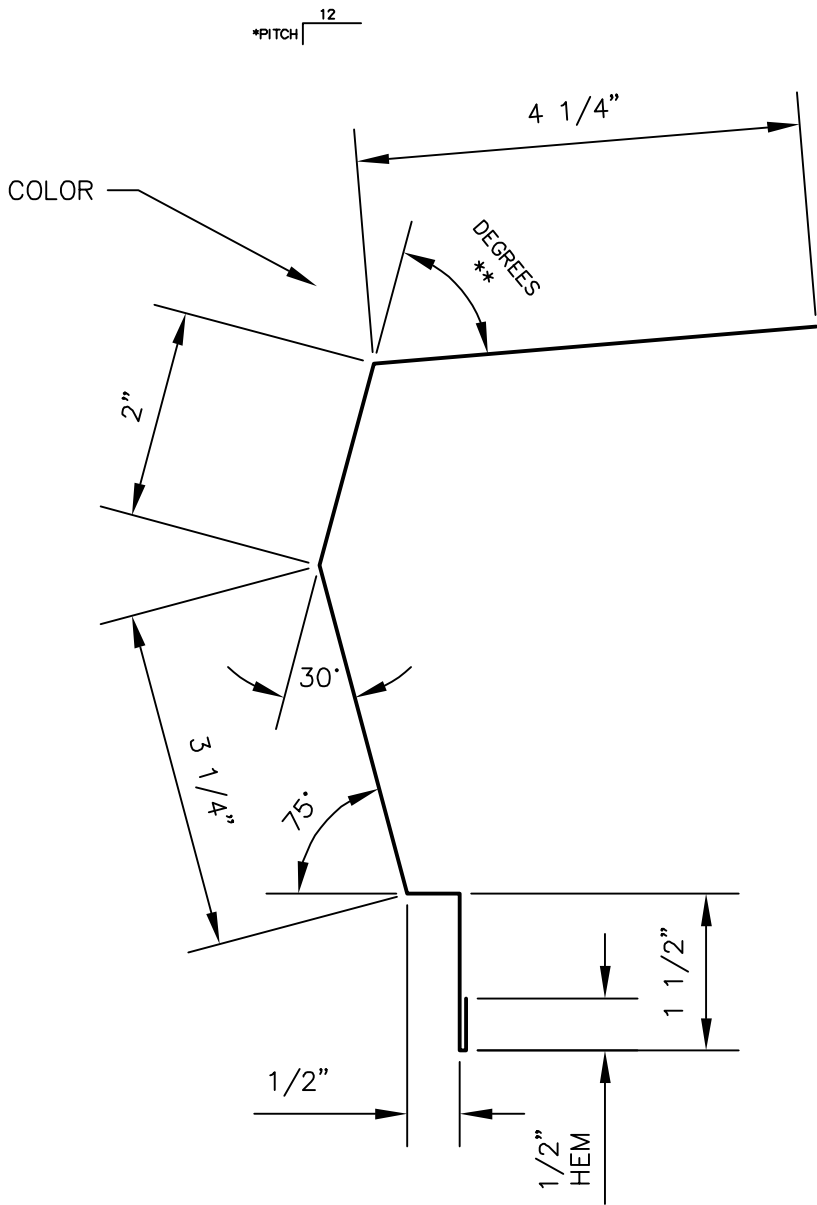 12
*PITCH
4 1/4”
COLOR
DEGREES
**
2”
30°
3 1/4”
75°
1 1/2”
1/2”
1/2”
HEM